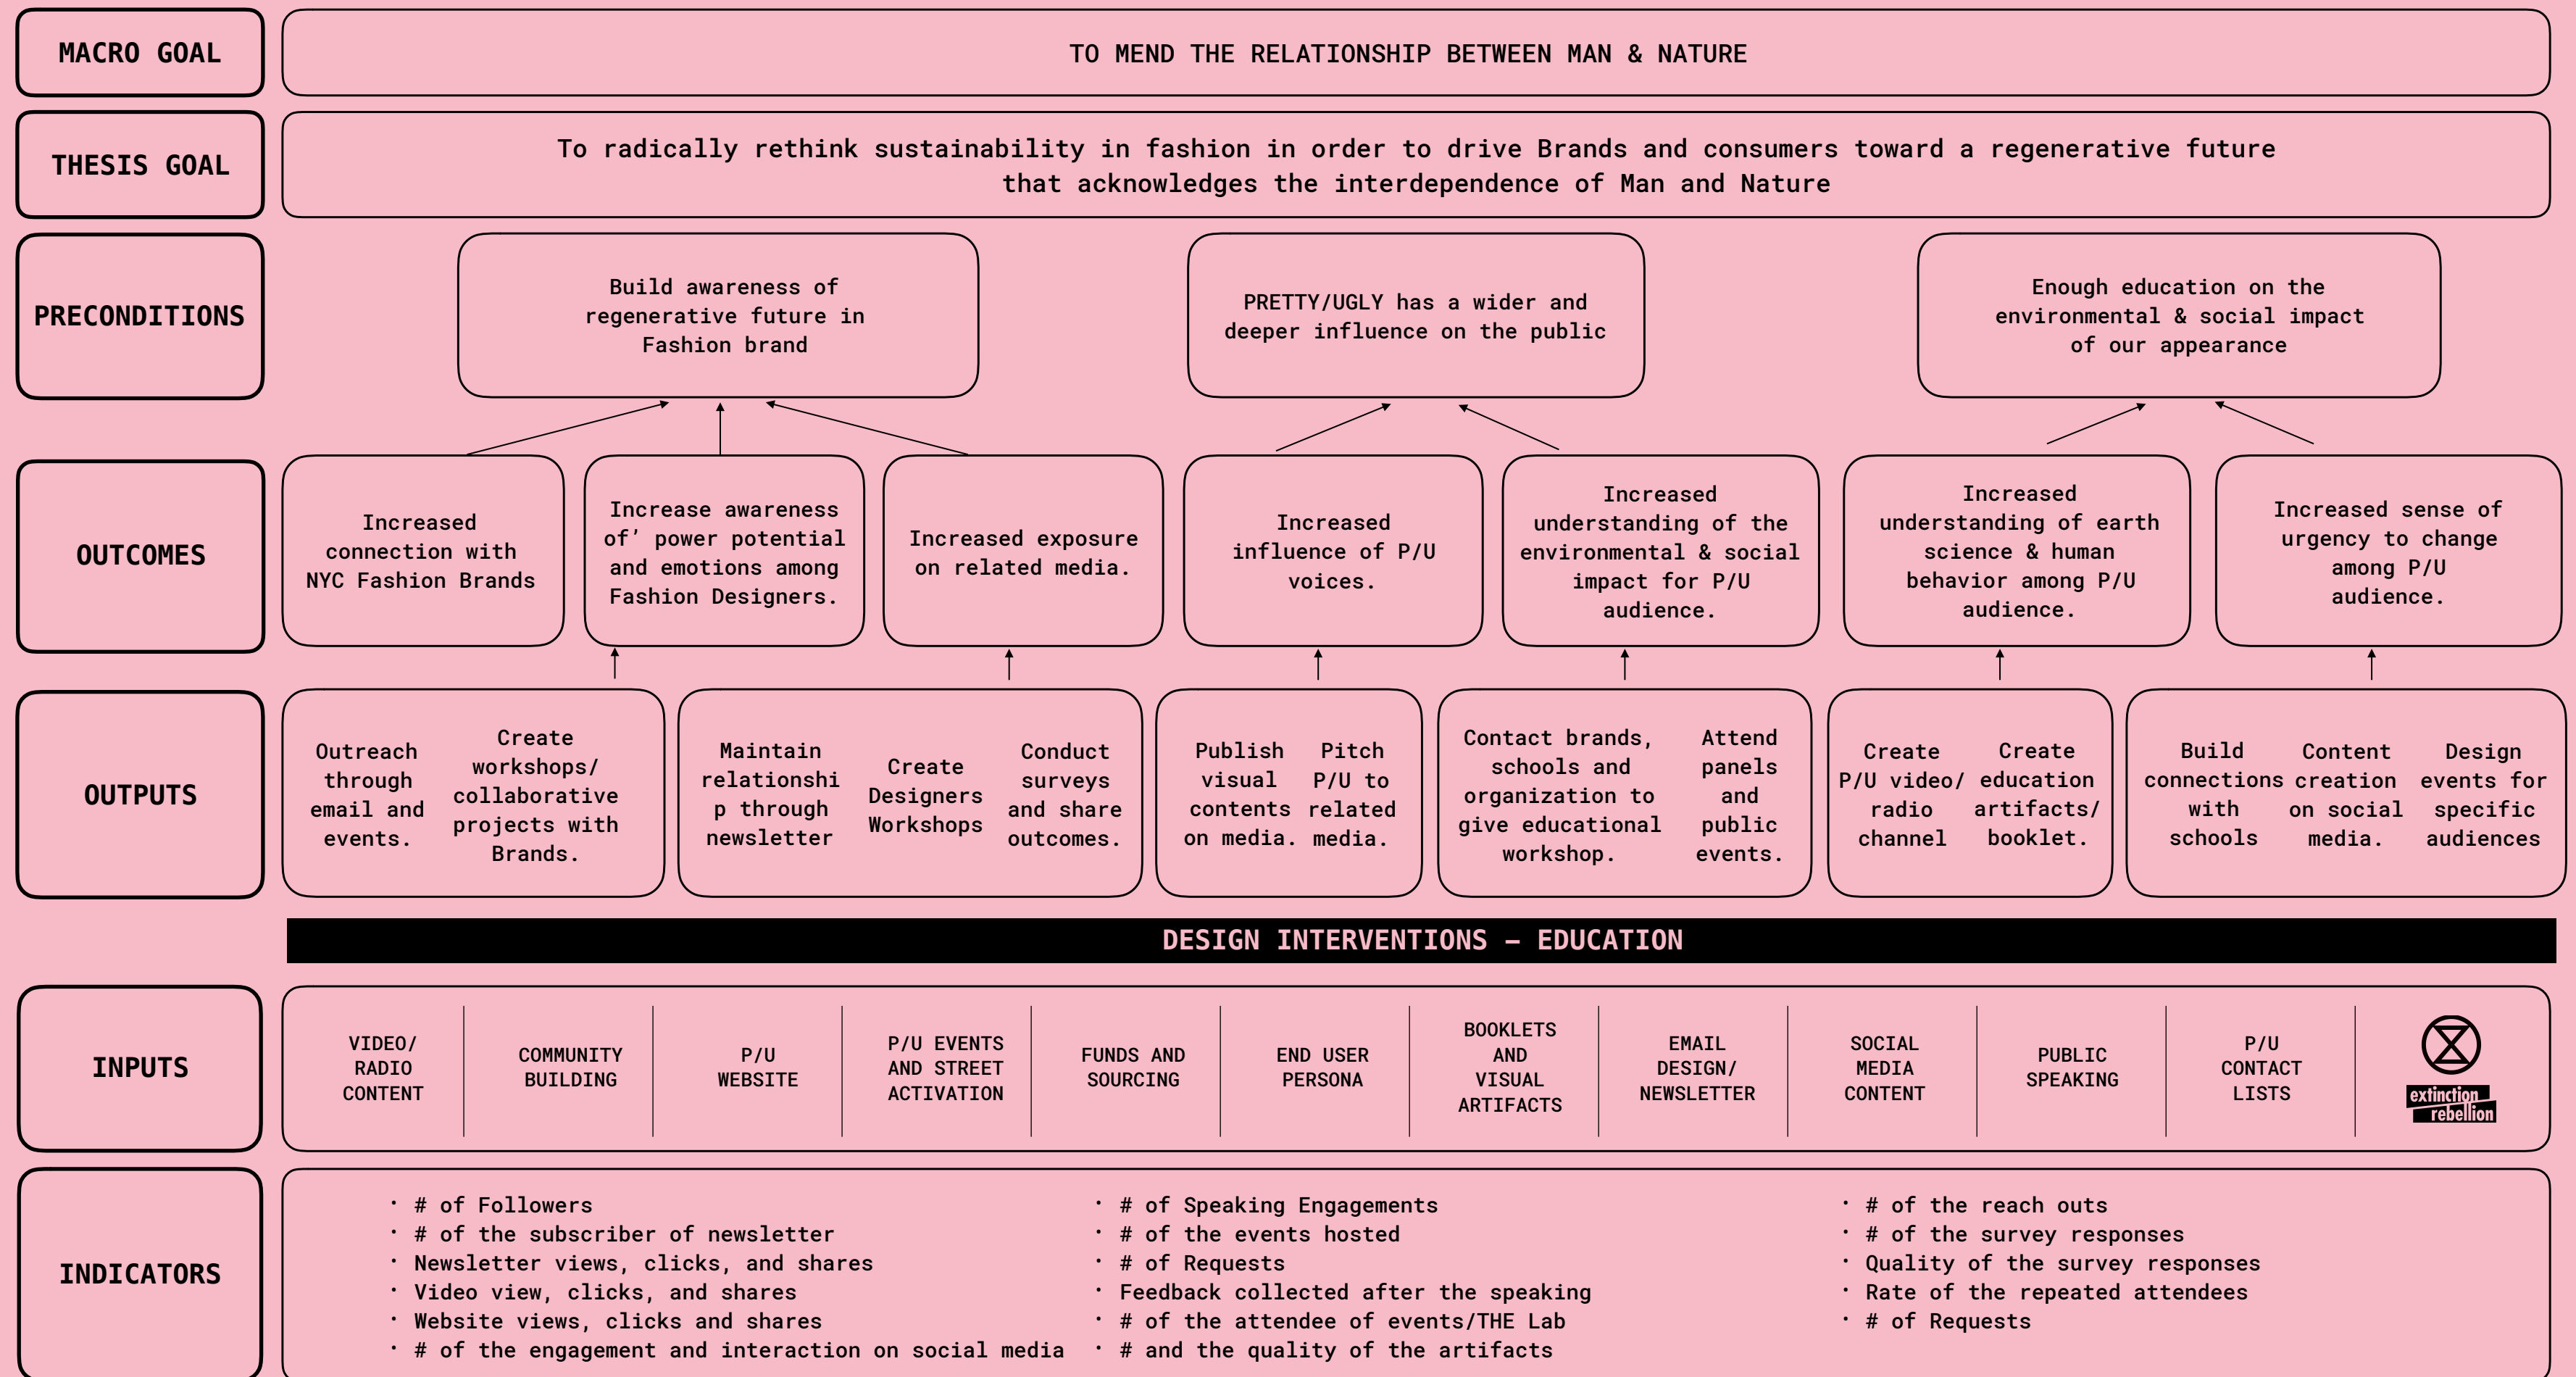 MACRO GOAL
TO MEND THE RELATIONSHIP BETWEEN MAN & NATURE
THESIS GOAL
To radically rethink sustainability in fashion in order to drive Brands and consumers toward a regenerative future
that acknowledges the interdependence of Man and Nature
PRECONDITIONS
Build awareness of
regenerative future in
Fashion brand
PRETTY/UGLY has a wider and
deeper influence on the public
Enough education on the
environmental & social impact
of our appearance
OUTCOMES
Increased
connection with
NYC Fashion Brands
Increase awareness
of’ power potential
and emotions among
Fashion Designers.
Increased exposure
on related media.
Increased
influence of P/U
voices.
Increased
understanding of the
environmental & social
impact for P/U
audience.
Increased
understanding of earth
science & human
behavior among P/U
audience.
Increased sense of
urgency to change
among P/U
audience.
OUTPUTS
Outreach
through
email and
events.
Create
workshops/
collaborative
projects with
Brands.
Maintain
relationshi
p through
newsletter
Create
Designers
Workshops
Conduct
surveys
and share
outcomes.
Publish
visual
contents
on media.
Pitch
P/U to
related
media.
Contact brands,
schools and
organization to
give educational
workshop.
Attend
panels
and
public
events.
Create
P/U video/
radio
channel
Create
education
artifacts/
booklet.
Build
connections
with
schools
Content
creation
on social
media.
Design
events for
specific
audiences
DESIGN INTERVENTIONS – EDUCATION
INPUTS
VIDEO/
RADIO
CONTENT
COMMUNITY
BUILDING
P/U
WEBSITE
P/U EVENTS
AND STREET
ACTIVATION
FUNDS AND
SOURCING
END USER
PERSONA
BOOKLETS
AND
VISUAL
ARTIFACTS
EMAIL
DESIGN/
NEWSLETTER
SOCIAL
MEDIA
CONTENT
PUBLIC
SPEAKING
P/U
CONTACT
LISTS
extinction
rebellion
INDICATORS
· # of Followers
· # of the subscriber of newsletter
· Newsletter views, clicks, and shares
· Video view, clicks, and shares
· Website views, clicks and shares
· # of the engagement and interaction on social media
· # of Speaking Engagements
· # of the events hosted
· # of Requests
· Feedback collected after the speaking
· # of the attendee of events/THE Lab
· # and the quality of the artifacts
· # of the reach outs
· # of the survey responses
· Quality of the survey responses
· Rate of the repeated attendees
· # of Requests